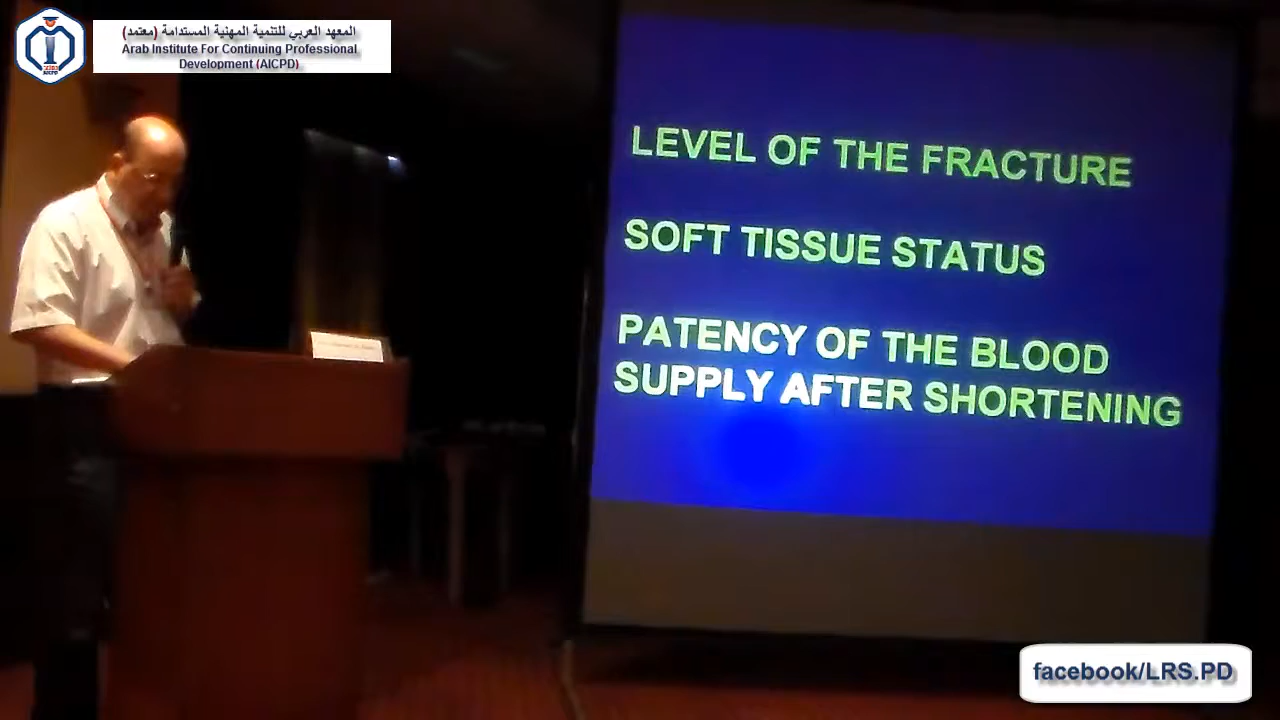 المعهد العربي للتنمية المهنية المستدامة (معتمد)
Arab Institute For Continuing Professional
Development (AICPD)
AICPD
LEVEL OF THE FRACTURE
SOFT TISSUE STATUS
PATENCY OF THE BLOOD
SUPPLY AFTER SHORTENING
facebook/LRS.PD